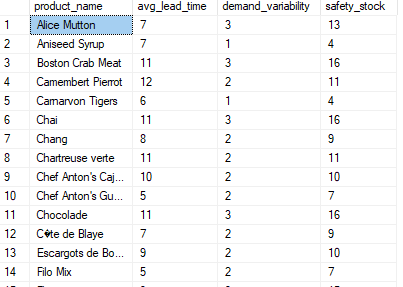 product_name avg_lead_time demand_variability safety_stock
1 Alice Mutton 7 3 13
2 Aniseed Syrup 7 1 4
3 Boston Crab Meat 11 3 16
4 Camembert Pierrot 12 2 11
5 Carnarvon Tigers 6 1 4
6 Chai 11 3 16
7 Chang 8 2 9
8 Chartreuse verte 11 2 11
9 Chef Anton's Caj... 10 2 10
10 Chef Anton's Gu... 5 2 7
11 Chocolade 11 3 16
12 C�te de Blaye 7 2 9
13 Escargots de Bo... 9 2 10
14 Filo Mix 5 2 7